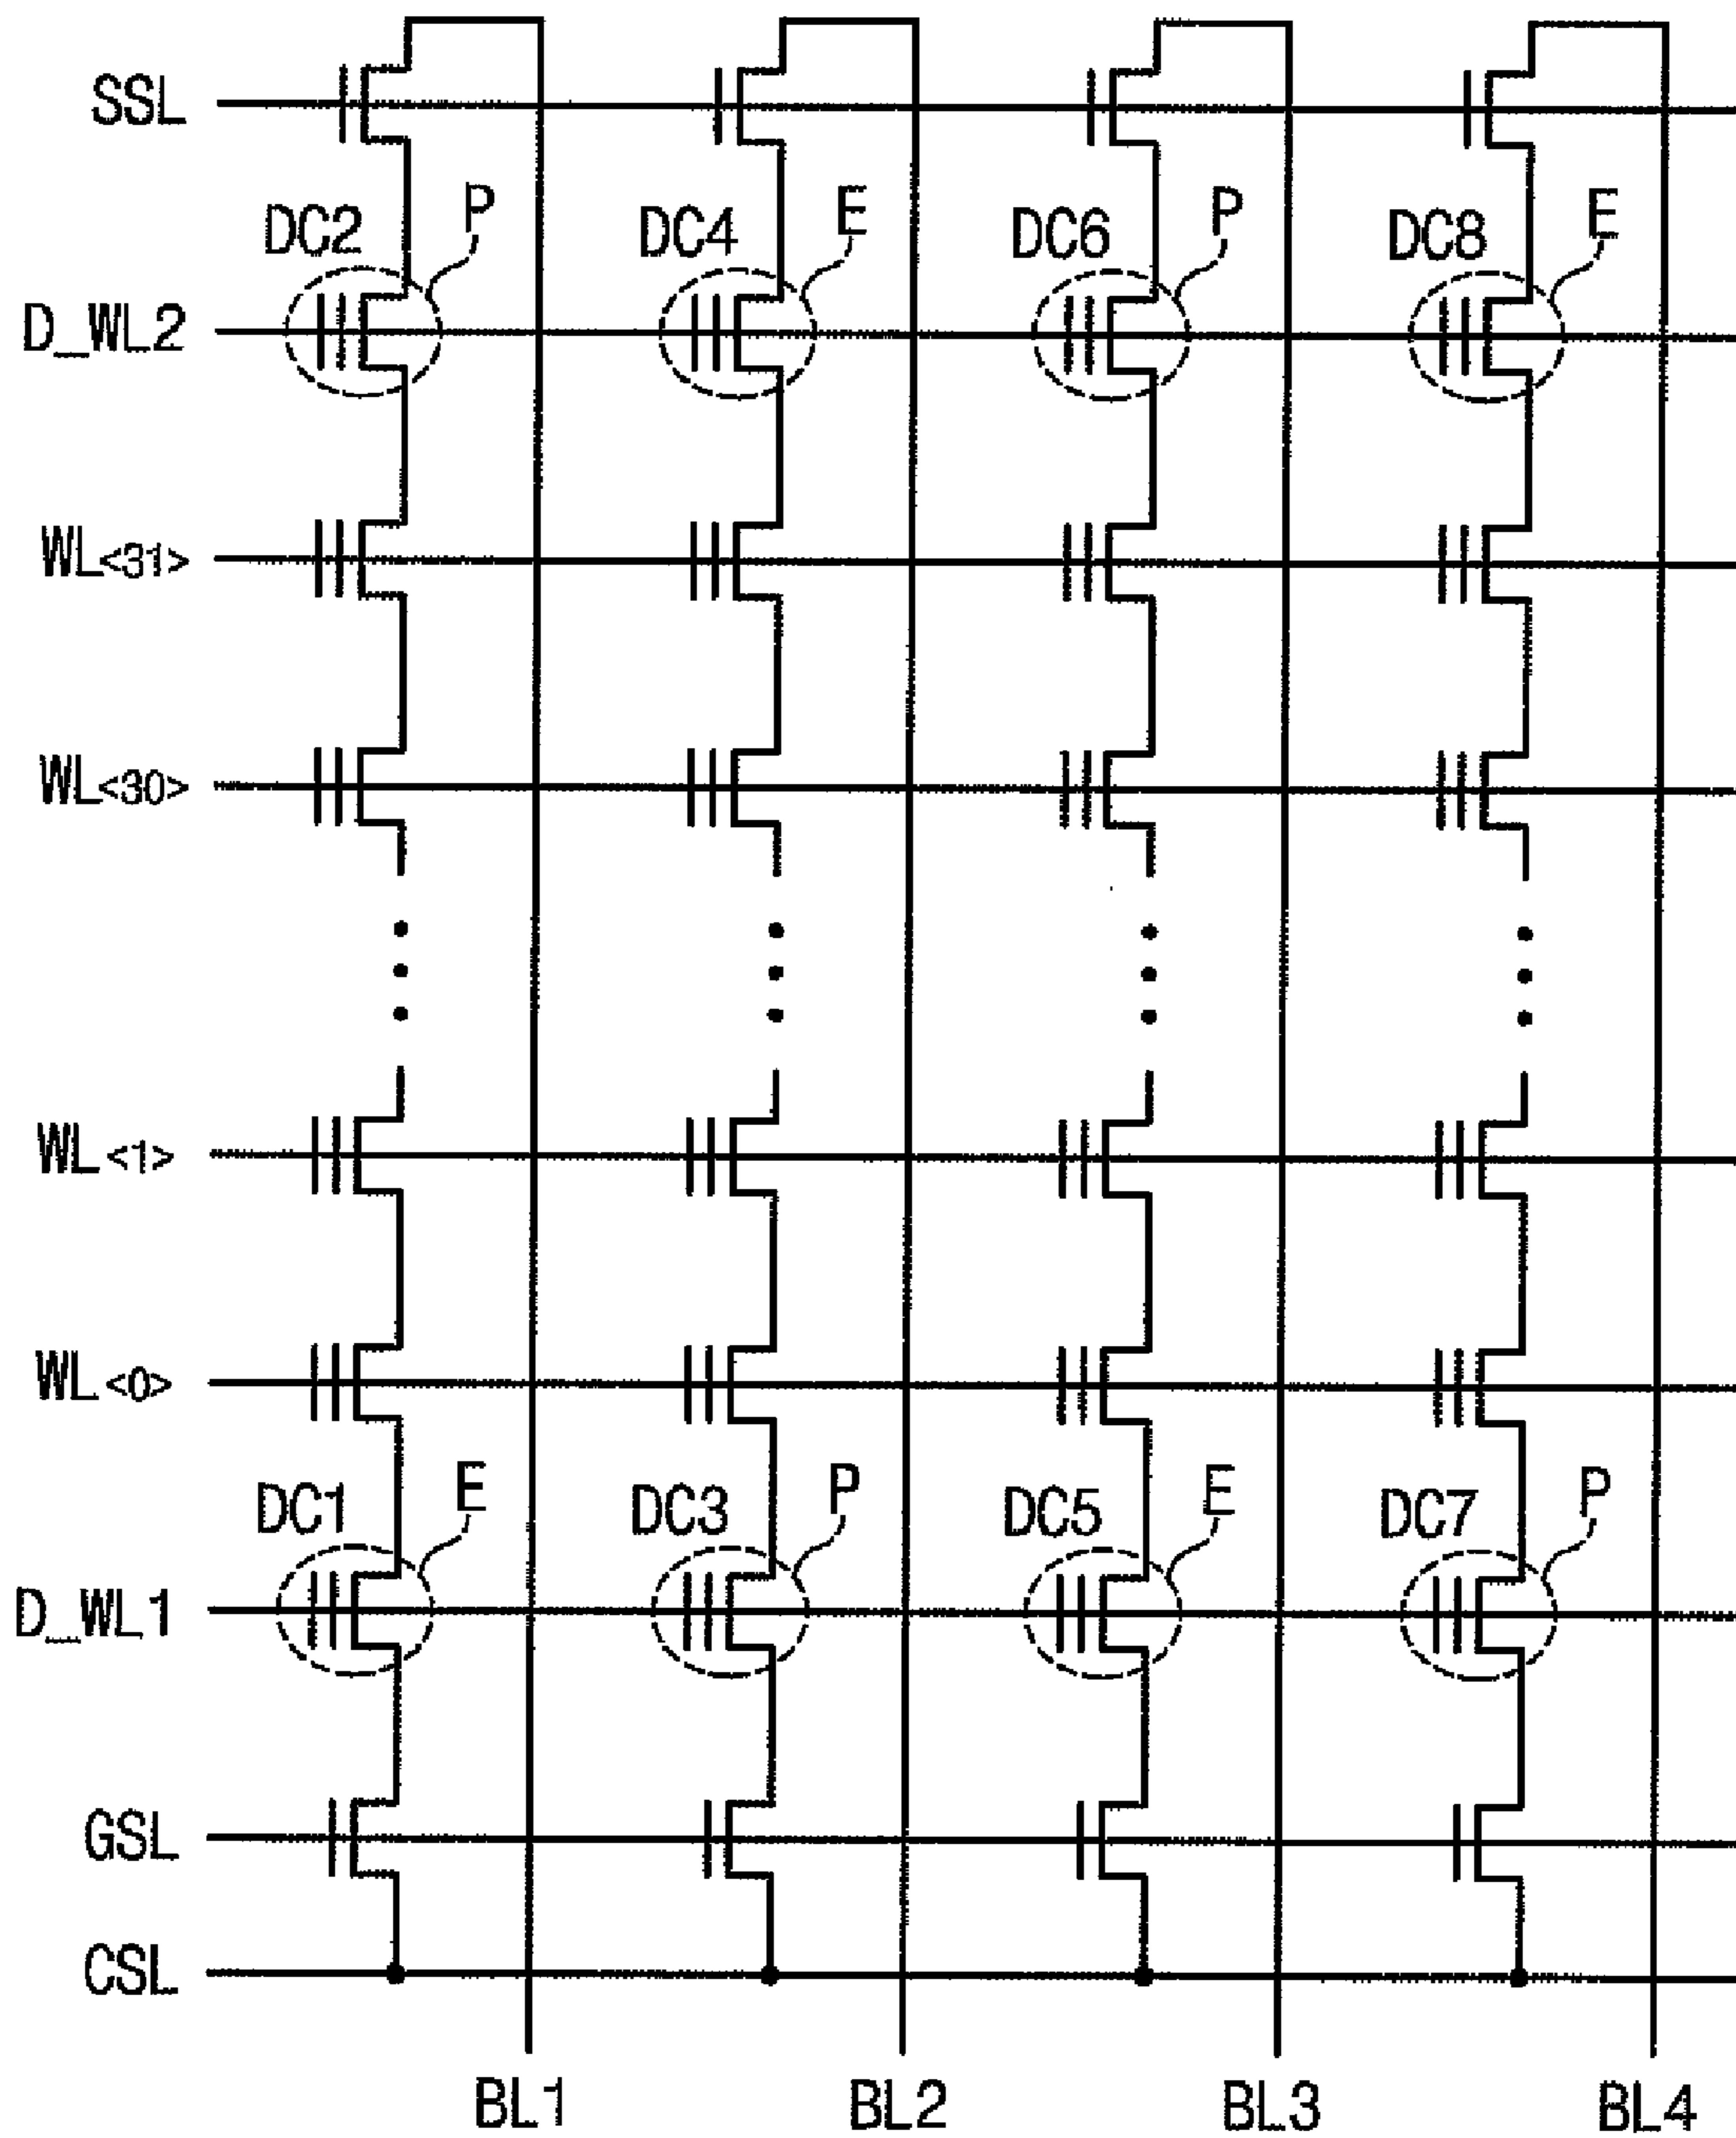 SSL
DC2 P DC4 E DC6 P DC8 E
D_WL2
WL<31>
WL<30>
WL<1>
WL<0>
DC1 E DC3 P DC5 E DC7 P
D_WL1
GSL
CSL
BL1 BL2 BL3 BL4